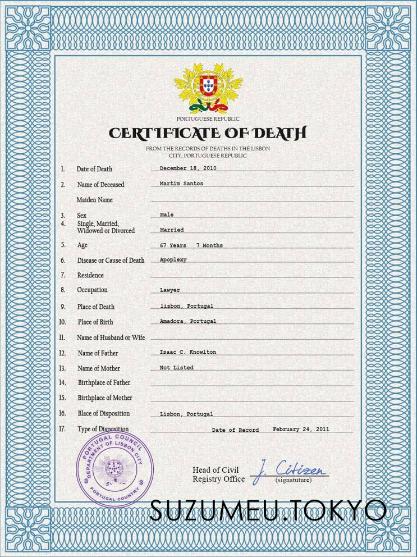 PORTUGUESE REPUBLIC
CERTIFICATE OF DEATH
FROM THE RECORDS OF DEATHS IN THE LISBON
CITY, PORTUGUESE REPUBLIC
1. Date of Death December 18, 2010
2. Name of Deceased Martim Santos
Maiden Name
3. Sex Male
4. Single, Married,
Widowed or Divorced Married
5. Age 67 Years 7 Months
6. Disease or Cause of Death Apoplexy
7. Residence
8. Occupation Lawyer
9. Place of Death lisbon, Portugal
10. Place of Birth Amadora, Portugal
11. Name of Husband or Wife
12. Name of Father Isaac C. Knowlton
13. Name of Mother Not Listed
14. Birthplace of Father
15. Birthplace of Mother
16. Blace of Disposition Lisbon, Portugal
17. Type of Disposition Date of Record February 24, 2011
PORTUGAL COUNCIL
DEPARTMENT OF LISBON CITY
PORTUGAL COUNTRY
Head of Civil J. Citizen
Registry Office (signatuture)
SUZUMEU.TOKYO